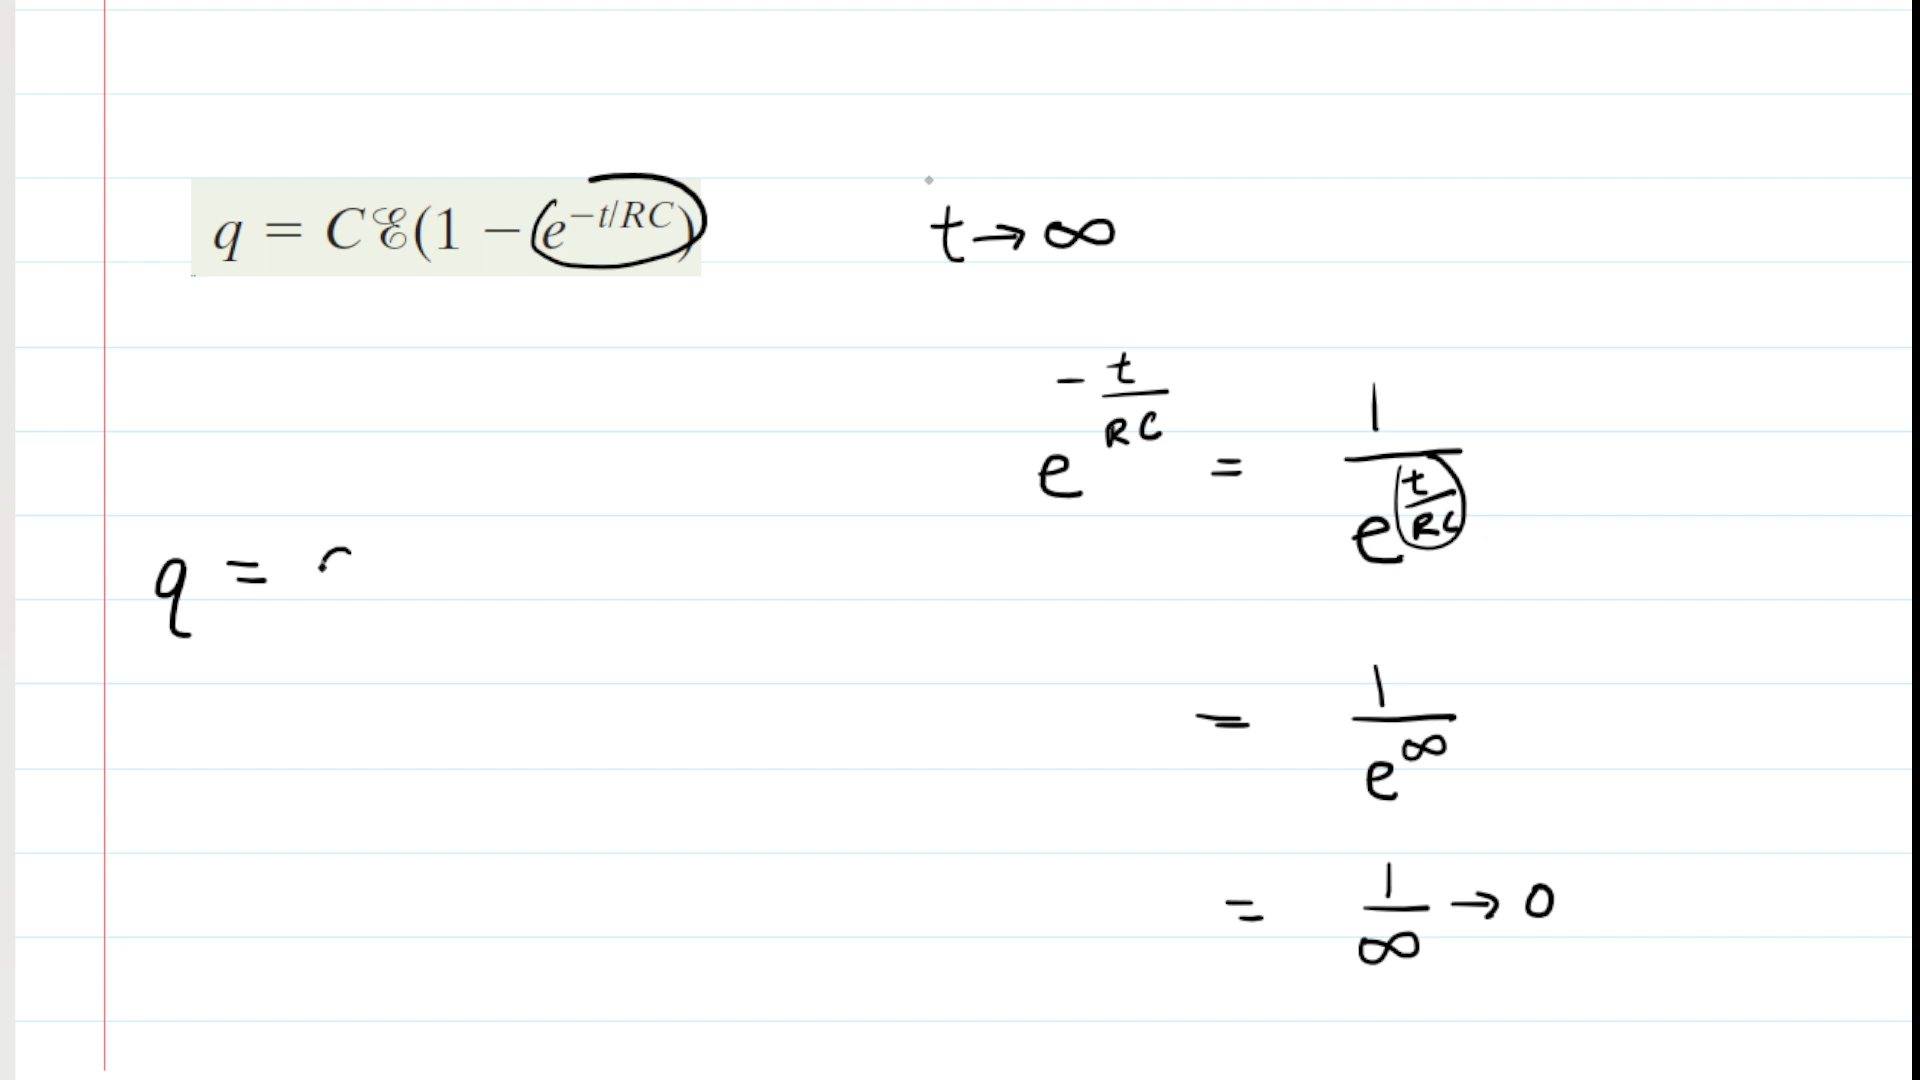 q = Cℰ(1 − e^{−t/RC})
t → ∞
e^{-t/RC} = 1/e^{t/RC}
q =
= 1/e^∞
= 1/∞ → 0